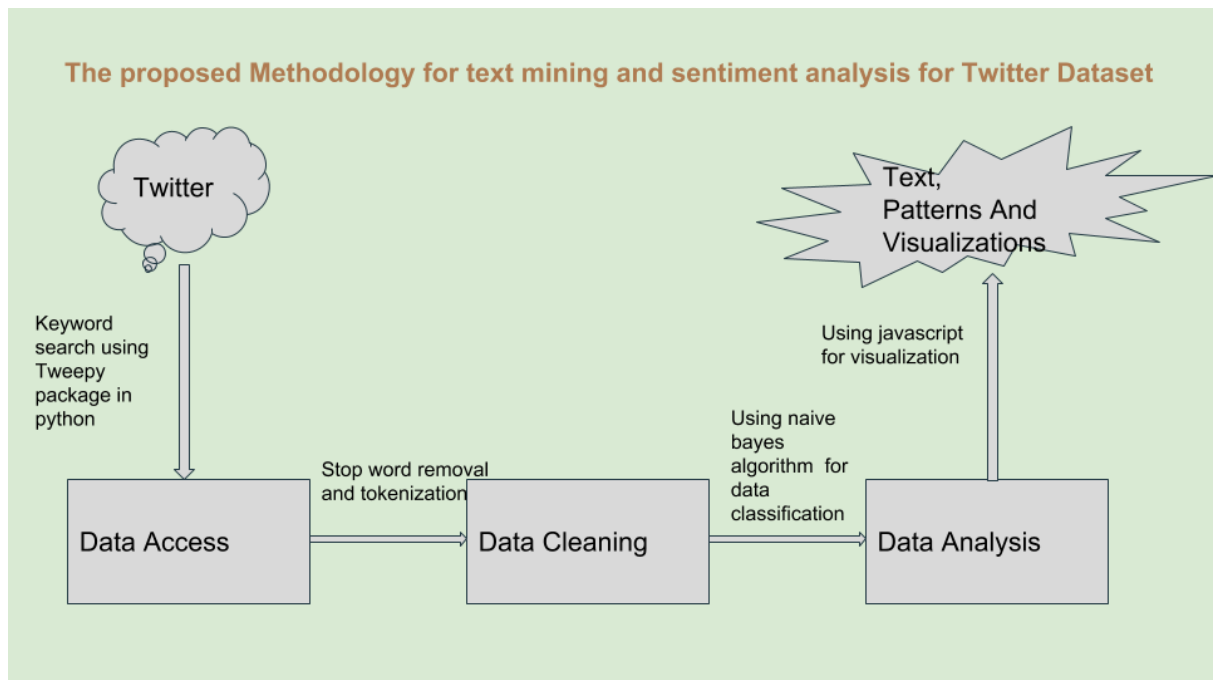 The proposed Methodology for text mining and sentiment analysis for Twitter Dataset
Twitter
Text,
Patterns And
Visualizations
Keyword
search using
Tweepy
package in
python
Using javascript
for visualization
Stop word removal
and tokenization
Using naive
bayes
algorithm for
data
classification
Data Access
Data Cleaning
Data Analysis